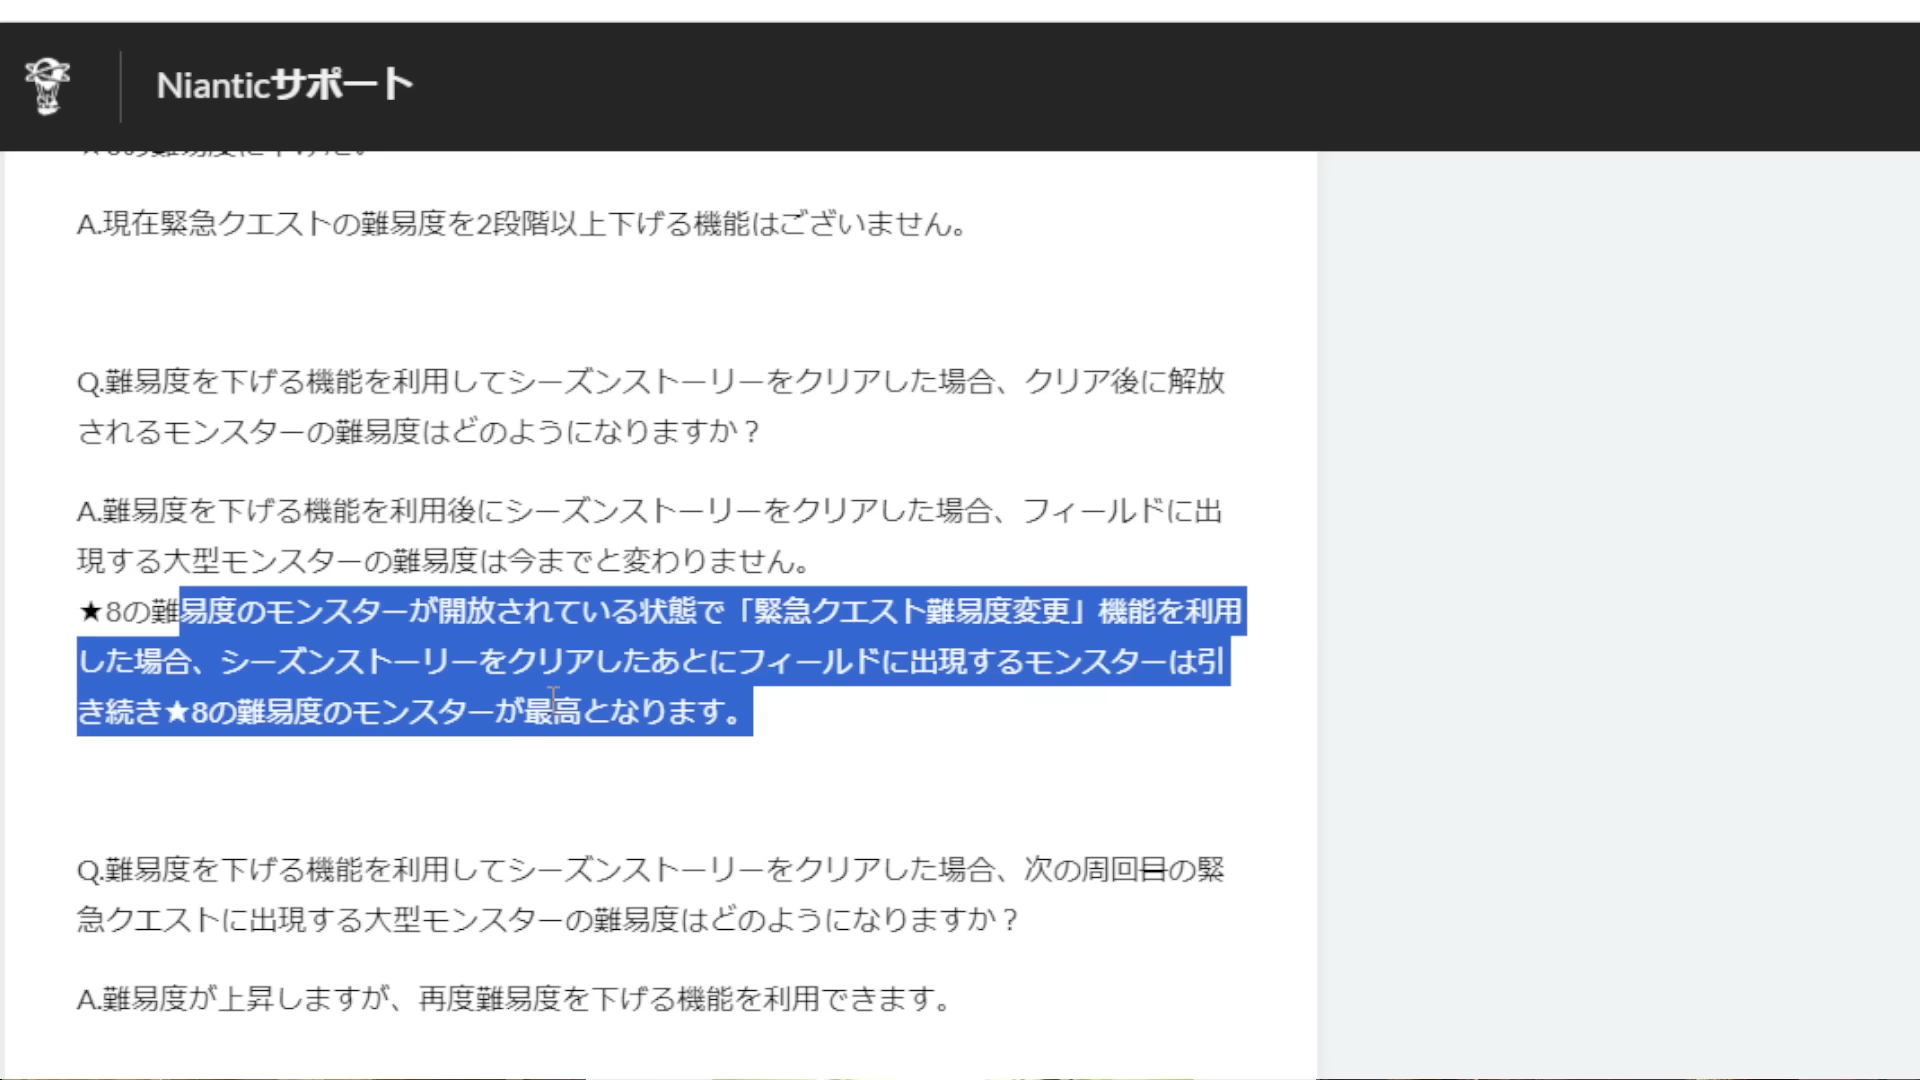 Nianticサポート
A.現在緊急クエストの難易度を2段階以上下げる機能はございません。
Q.難易度を下げる機能を利用してシーズンストーリーをクリアした場合、クリア後に解放
されるモンスターの難易度はどのようになりますか？
A.難易度を下げる機能を利用後にシーズンストーリーをクリアした場合、フィールドに出
現する大型モンスターの難易度は今までと変わりません。
★8の難易度のモンスターが開放されている状態で「緊急クエスト難易度変更」機能を利用
した場合、シーズンストーリーをクリアしたあとにフィールドに出現するモンスターは引
き続き★8の難易度のモンスターが最高となります。
Q.難易度を下げる機能を利用してシーズンストーリーをクリアした場合、次の周回目の緊
急クエストに出現する大型モンスターの難易度はどのようになりますか？
A.難易度が上昇しますが、再度難易度を下げる機能を利用できます。